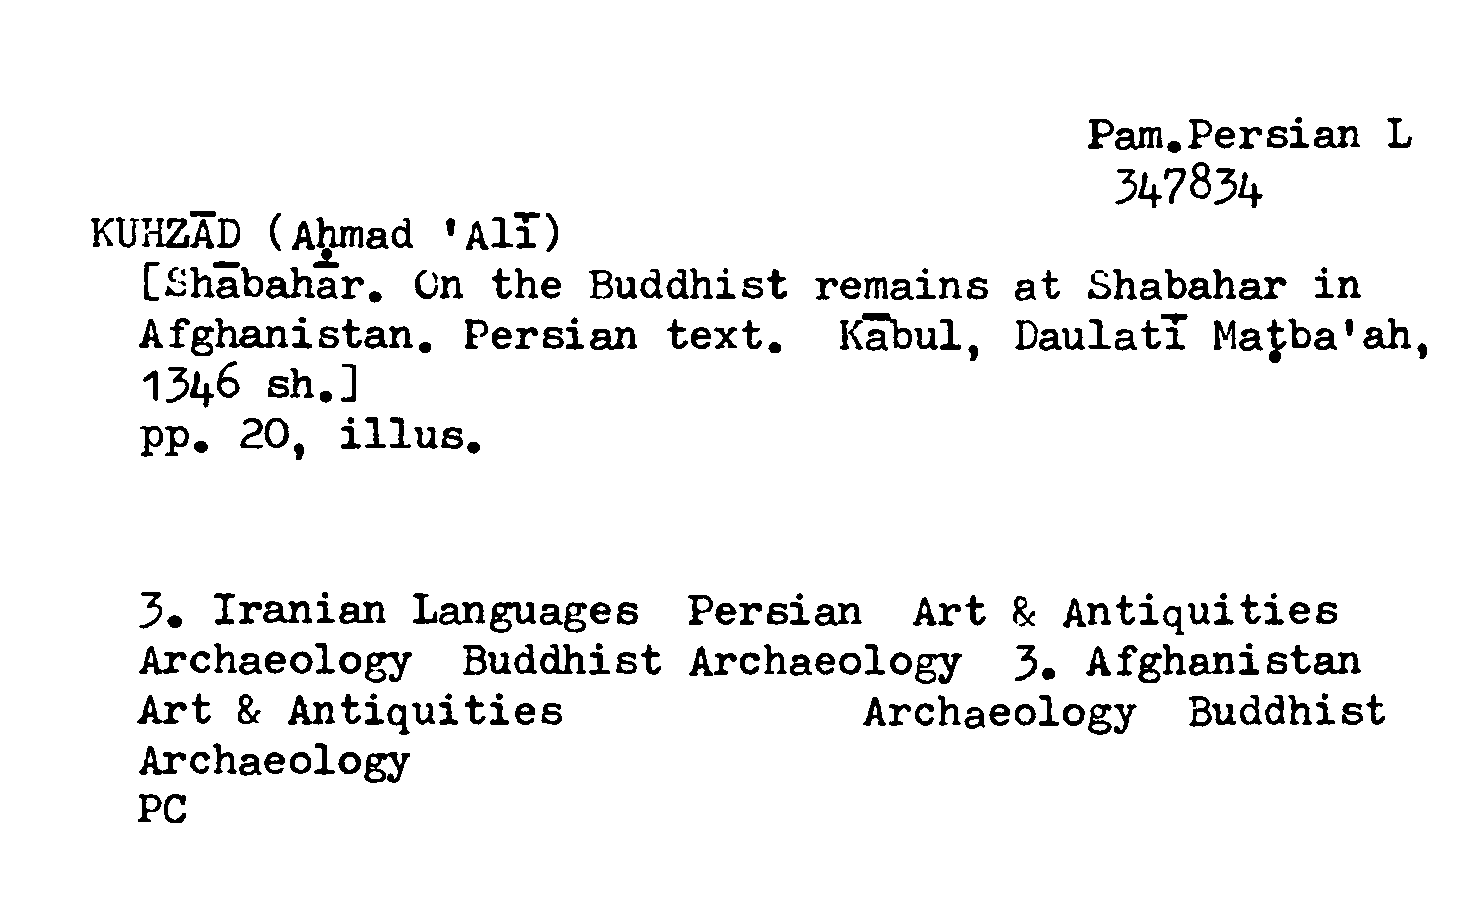 Pam.Persian L
347834
KUHZĀD (Aḥmad 'Alī)
[Shābahār. On the Buddhist remains at Shabahar in
Afghanistan. Persian text. Kābul, Daulatī Maṭba'ah,
1346 sh.]
pp. 20, illus.
3. Iranian Languages Persian Art & Antiquities
Archaeology Buddhist Archaeology 3. Afghanistan
Art & Antiquities Archaeology Buddhist
Archaeology
PC